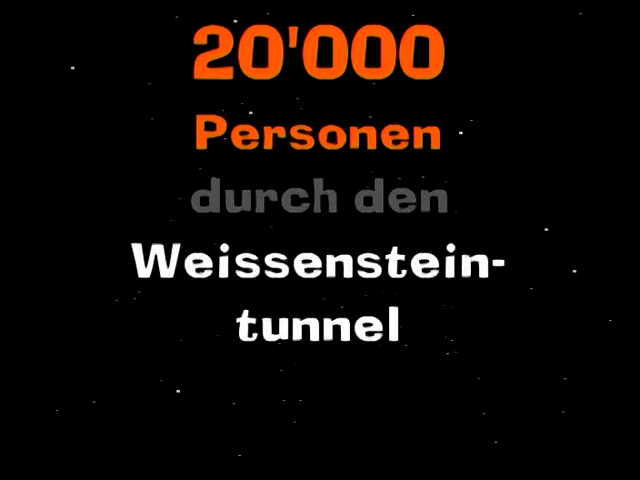 20'000
Personen
durch den
Weissenstein-
tunnel